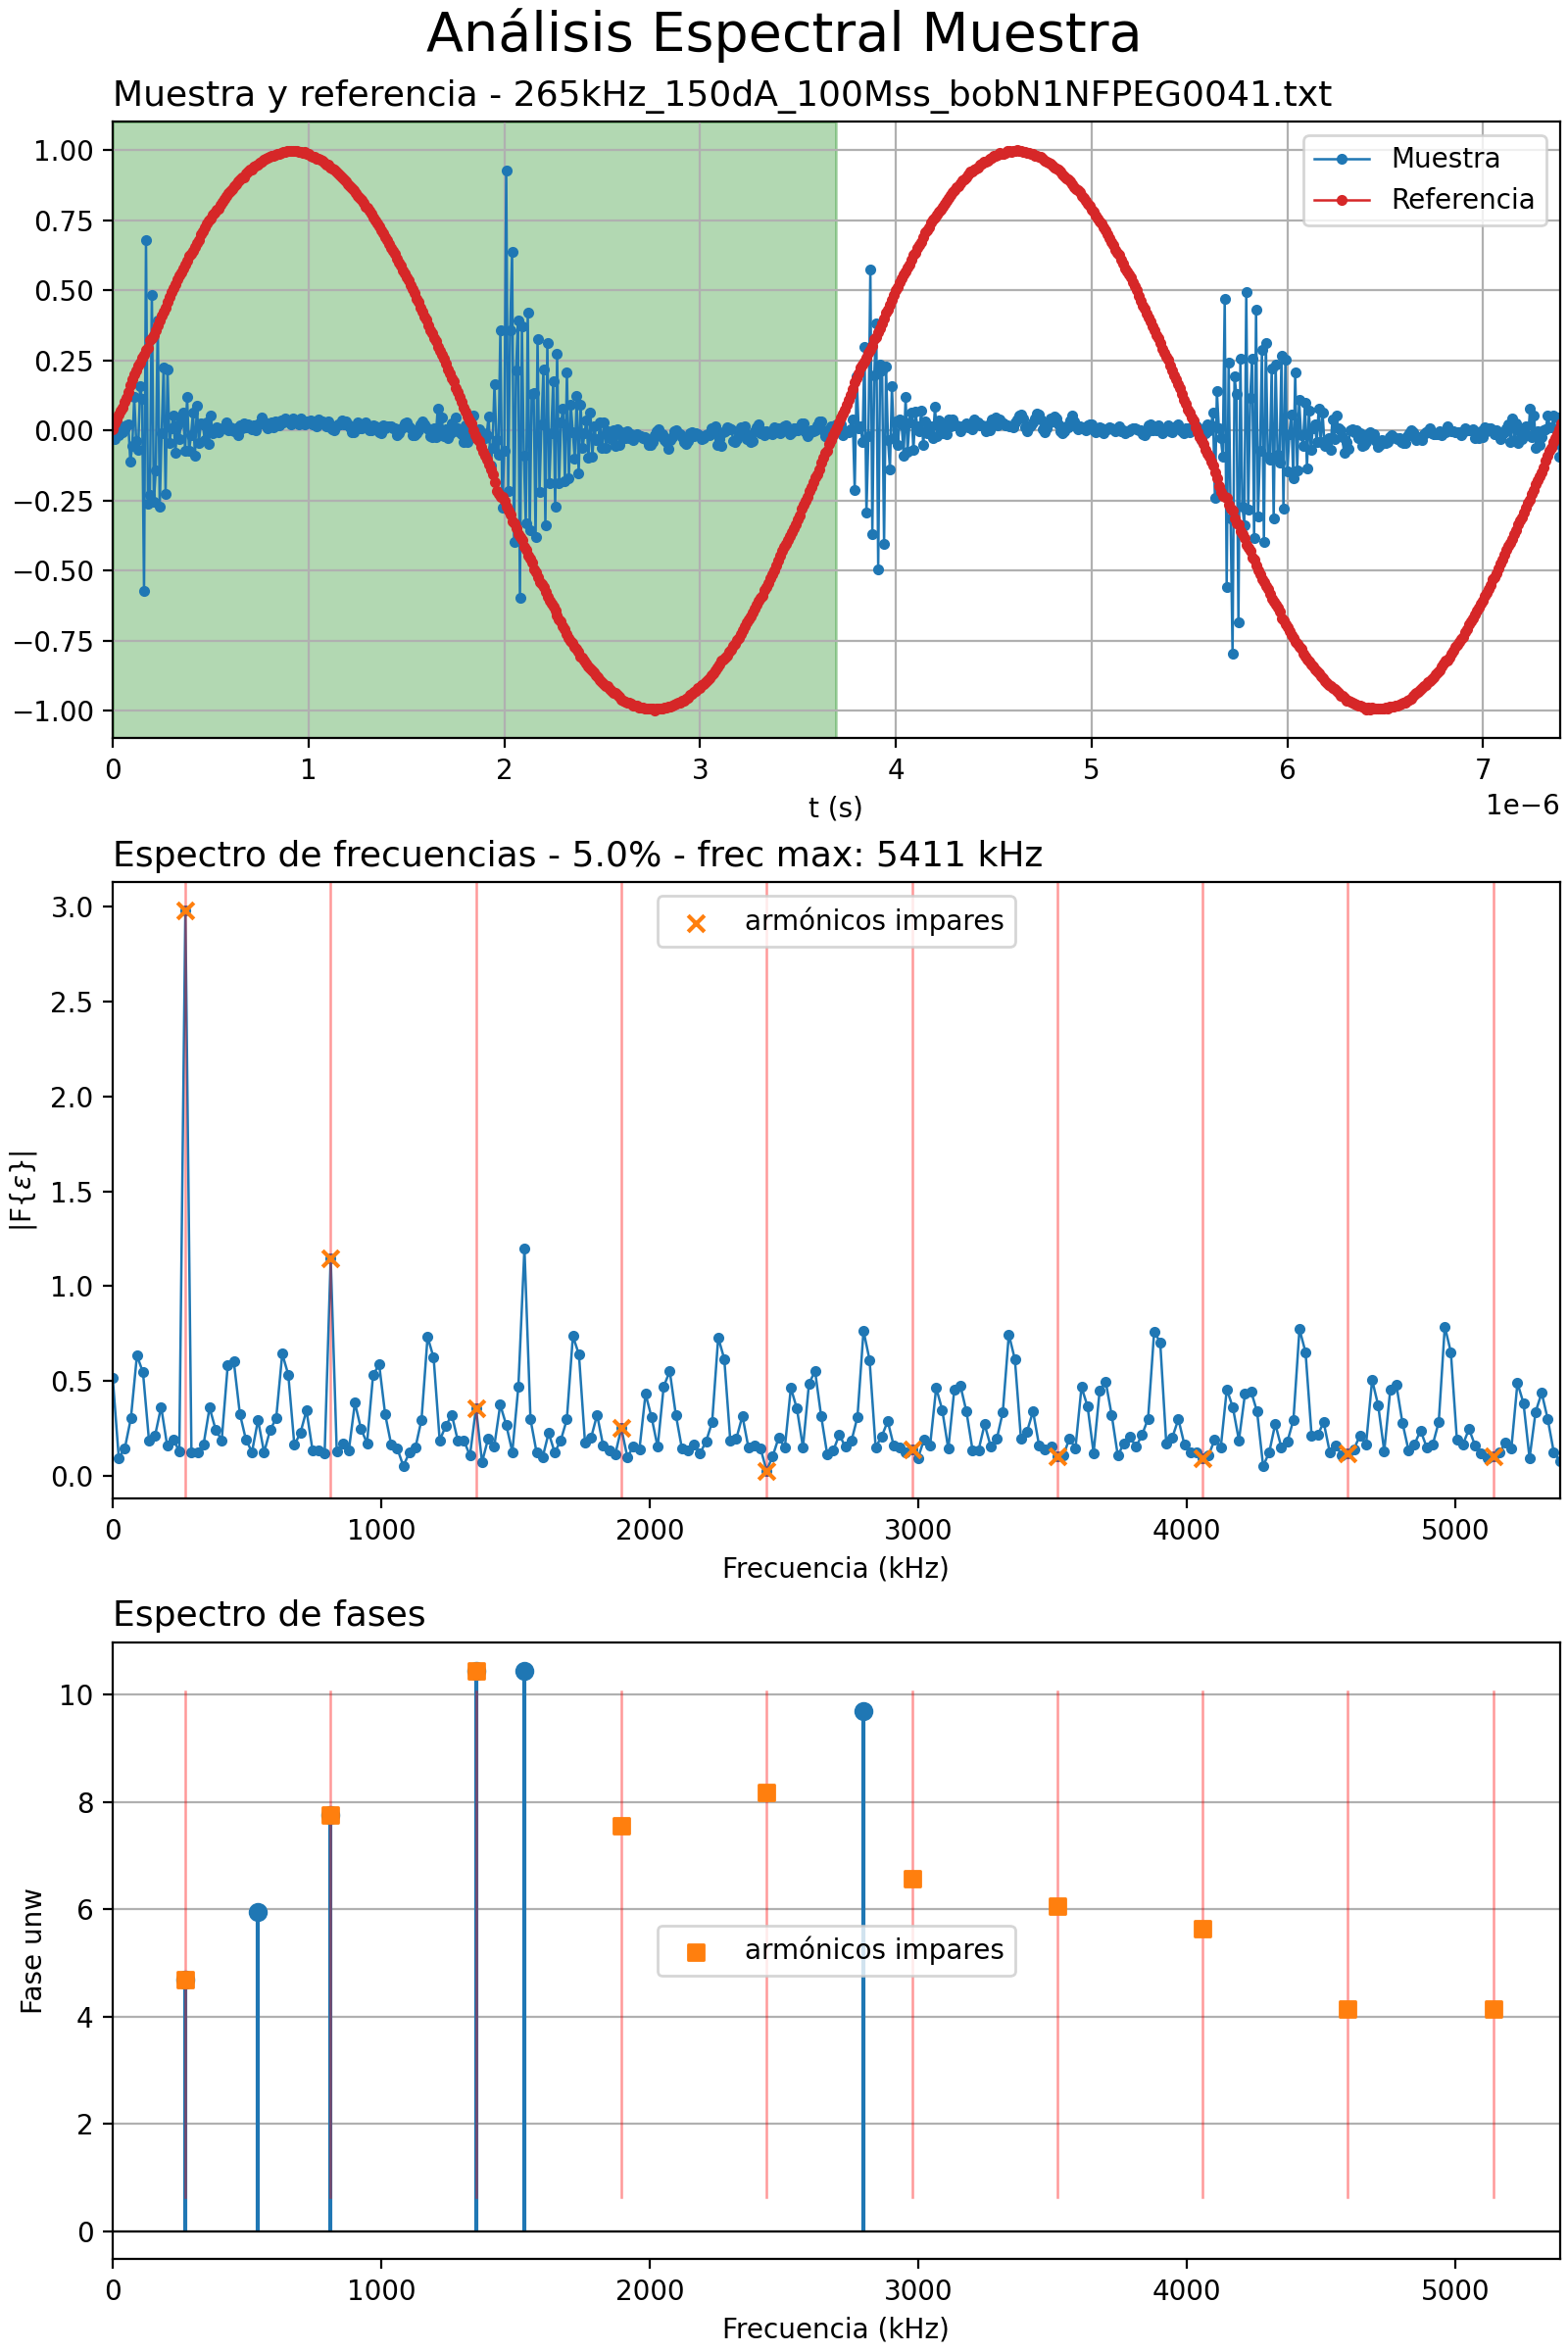 Análisis Espectral Muestra
Muestra y referencia - 265kHz_150dA_100Mss_bobN1NFPEG0041.txt
1.00
0.75
0.50
0.25
0.00
−0.25
−0.50
−0.75
−1.00
Muestra
Referencia
0 1 2 3 4 5 6 7
t (s)
1e−6
Espectro de frecuencias - 5.0% - frec max: 5411 kHz
|F{ε}|
3.0
2.5
2.0
1.5
1.0
0.5
0.0
armónicos impares
0 1000 2000 3000 4000 5000
Frecuencia (kHz)
Espectro de fases
Fase unw
10
8
6
4
2
0
armónicos impares
0 1000 2000 3000 4000 5000
Frecuencia (kHz)